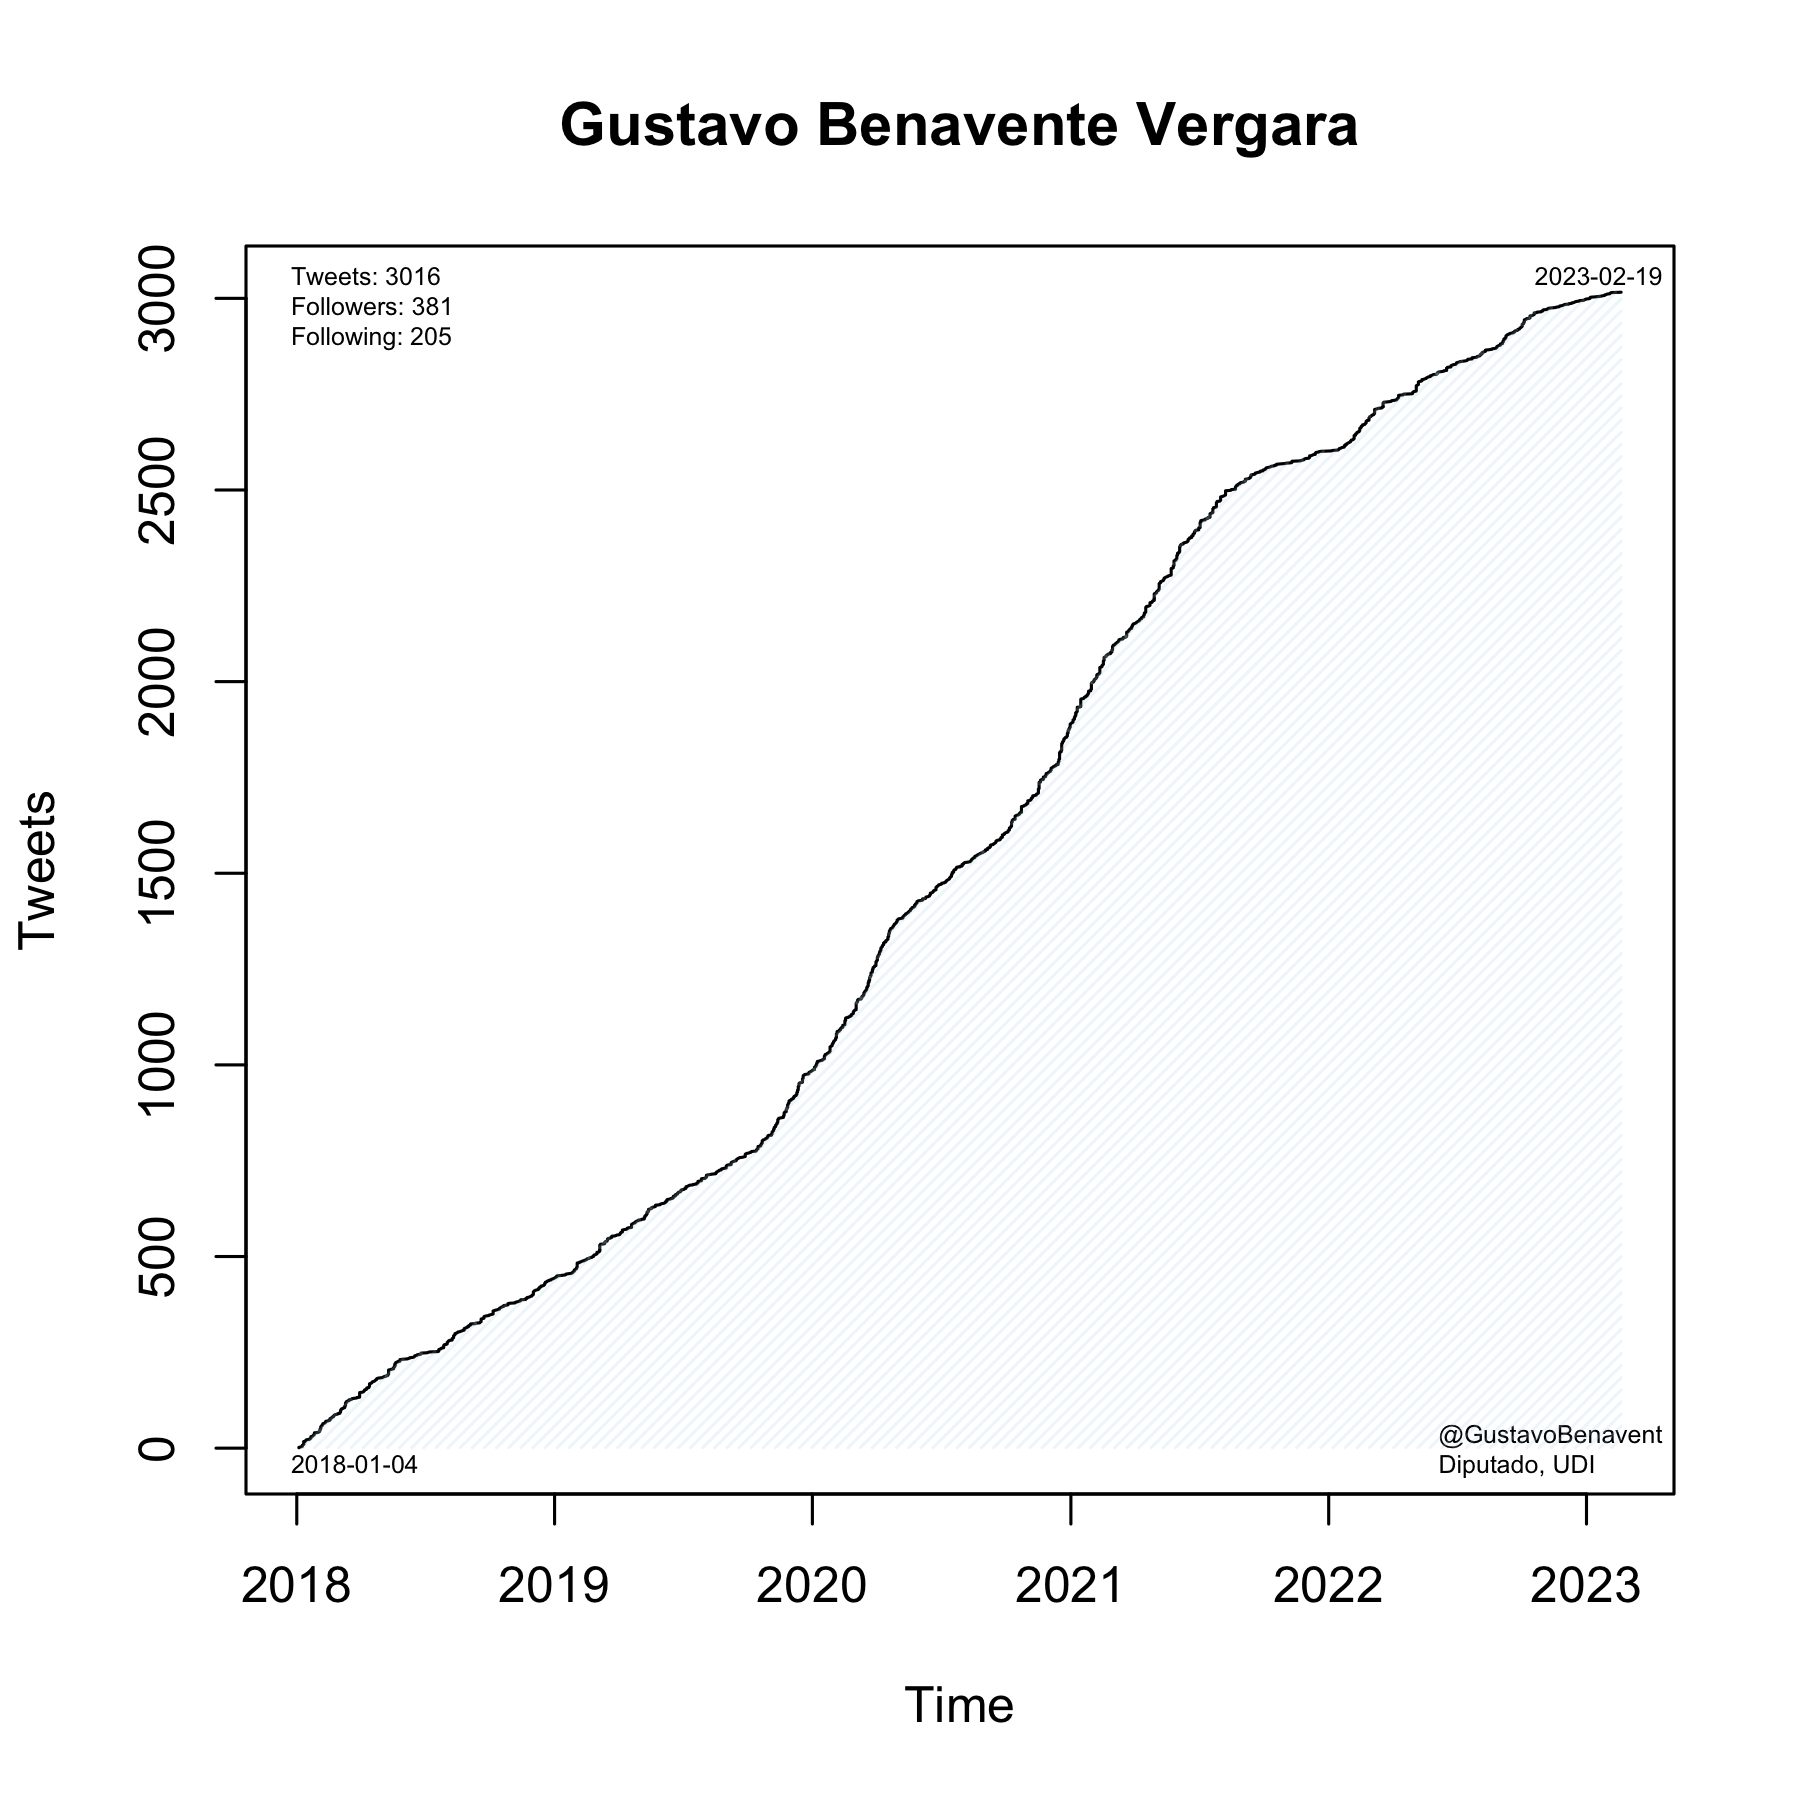 Gustavo Benavente Vergara
Tweets: 3016
Followers: 381
Following: 205
2023-02-19
3000
2500
2000
1500
1000
500
0
Tweets
@GustavoBenavent
Diputado, UDI
2018-01-04
2018 2019 2020 2021 2022 2023
Time